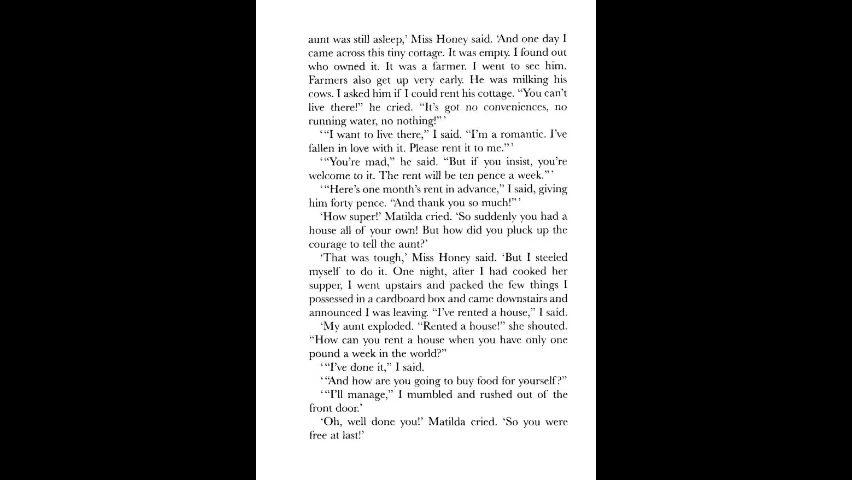 aunt was still asleep,’ Miss Honey said. ‘And one day I
came across this tiny cottage. It was empty. I found out
who owned it. It was a farmer. I went to see him.
Farmers also get up very early. He was milking his
cows. I asked him if I could rent his cottage. “You can’t
live there!” he cried. “It’s got no conveniences, no
running water, no nothing!”’
‘“I want to live there,” I said. “I’m a romantic. I’ve
fallen in love with it. Please rent it to me.”’
‘“You’re mad,” he said. “But if you insist, you’re
welcome to it. The rent will be ten pence a week.”’
‘“Here’s one month’s rent in advance,” I said, giving
him forty pence. “And thank you so much!”’
‘How super!’ Matilda cried. ‘So suddenly you had a
house all of your own! But how did you pluck up the
courage to tell the aunt?’
‘That was tough,’ Miss Honey said. ‘But I steeled
myself to do it. One night, after I had cooked her
supper, I went upstairs and packed the few things I
possessed in a cardboard box and came downstairs and
announced I was leaving. “I’ve rented a house,” I said.
‘My aunt exploded. “Rented a house!” she shouted.
“How can you rent a house when you have only one
pound a week in the world?”
‘“I’ve done it,” I said.
‘“And how are you going to buy food for yourself?”
‘“I’ll manage,” I mumbled and rushed out of the
front door.’
‘Oh, well done you!’ Matilda cried. ‘So you were
free at last!’